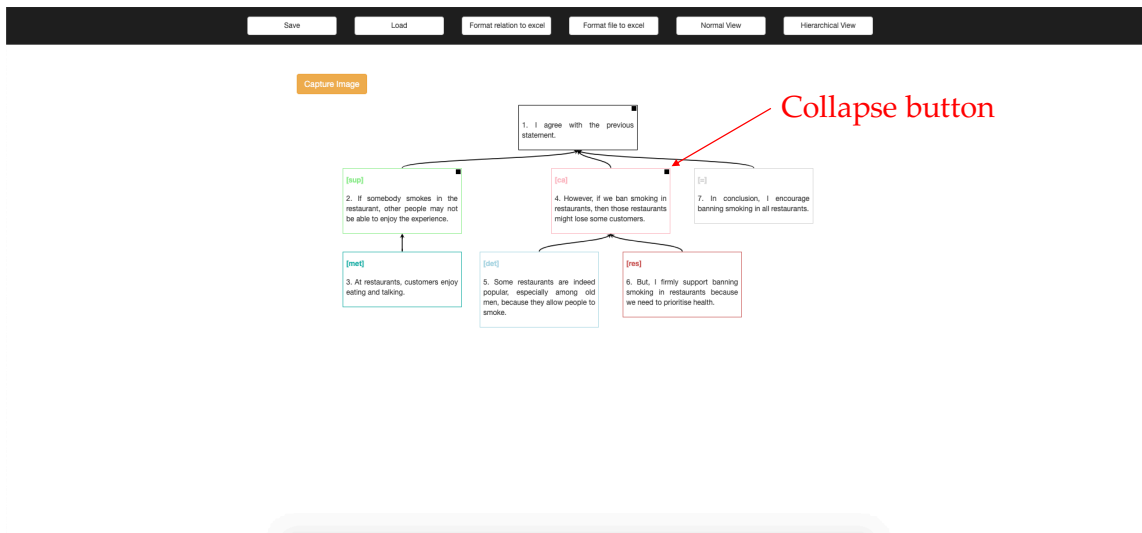 Save
Load
Format relation to excel
Format file to excel
Normal View
Hierarchical View
Capture Image
Collapse button
1. I agree with the previous
statement.
[sup]
2. If somebody smokes in the
restaurant, other people may not
be able to enjoy the experience.
[ca]
4. However, if we ban smoking in
restaurants, then those restaurants
might lose some customers.
[=]
7. In conclusion, I encourage
banning smoking in all restaurants.
[met]
3. At restaurants, customers enjoy
eating and talking.
[det]
5. Some restaurants are indeed
popular, especially among old
men, because they allow people to
smoke.
[res]
6. But, I firmly support banning
smoking in restaurants because
we need to prioritise health.